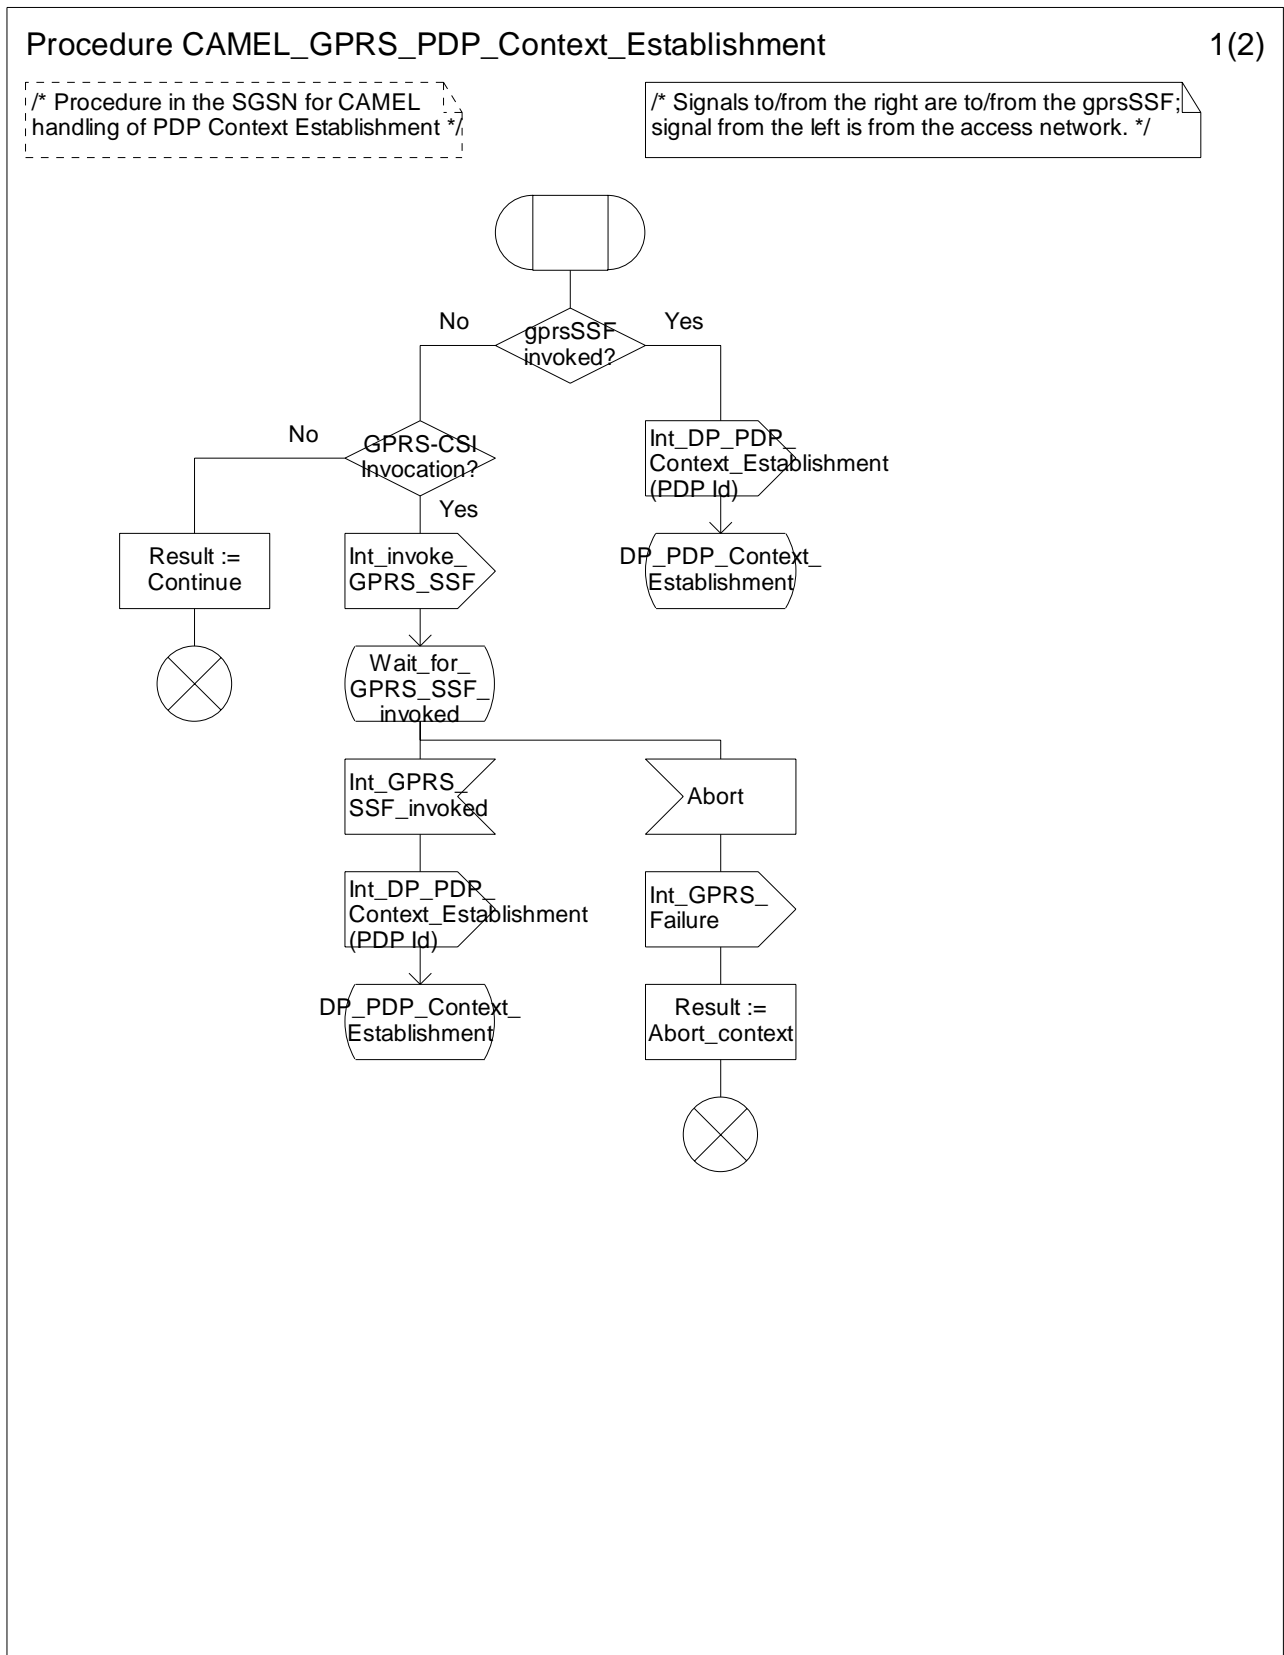 Procedure CAMEL_GPRS_PDP_Context_Establishment
1(2)
/* Procedure in the SGSN for CAMEL
handling of PDP Context Establishment */
/* Signals to/from the right are to/from the gprsSSF;
signal from the left is from the access network. */
No
gprsSSF
invoked?
Yes
No
GPRS-CSI
Invocation?
Yes
Int_DP_PDP_
Context_Establishment
(PDP Id)
Result :=
Continue
Int_invoke_
GPRS_SSF
DP_PDP_Context_
Establishment
Wait_for_
GPRS_SSF_
invoked
Int_GPRS_
SSF_invoked
Abort
Int_DP_PDP_
Context_Establishment
(PDP Id)
Int_GPRS_
Failure
DP_PDP_Context_
Establishment
Result :=
Abort_context